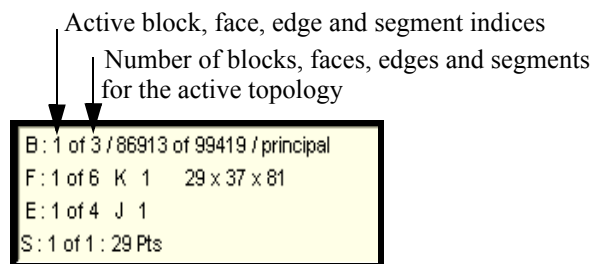 Active block, face, edge and segment indices
Number of blocks, faces, edges and segments
for the active topology
B : 1 of 3 / 86913 of 99419 / principal
F : 1 of 6 K 1 29 x 37 x 81
E : 1 of 4 J 1
S : 1 of 1 : 29 Pts